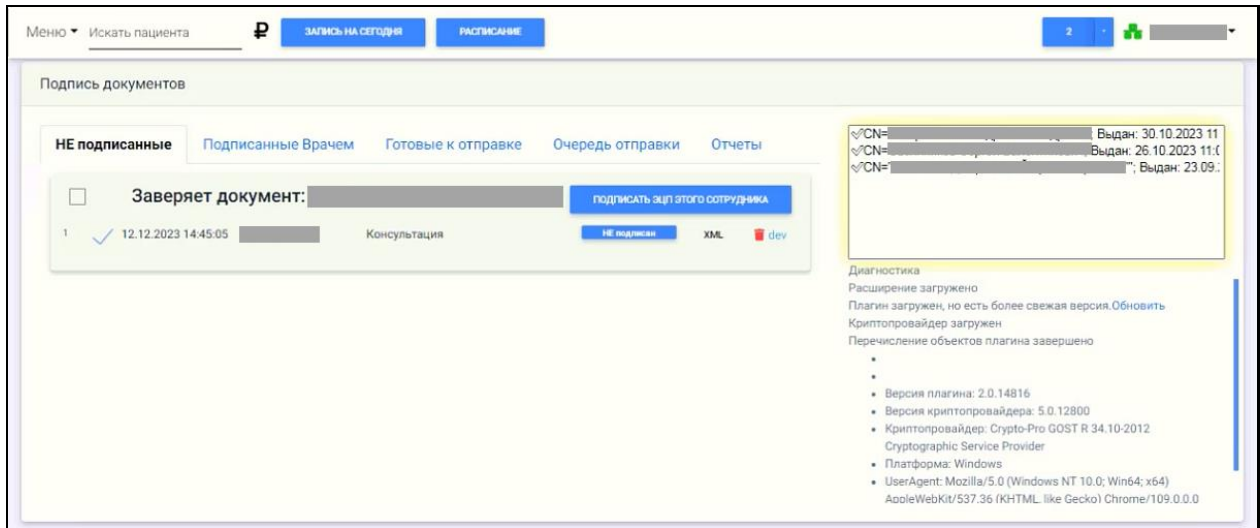 Меню Искать пациента ₽ ЗАПИСЬ НА СЕГОДНЯ РАСПИСАНИЕ 2
Подпись документов
НЕ подписанные Подписанные Врачем Готовые к отправке Очередь отправки Отчеты
Заверяет документ: ПОДПИСАТЬ ЭЦП ЭТОГО СОТРУДНИКА
1 12.12.2023 14:45:05 Консультация НЕ подписан XML dev
CN= ; Выдан: 30.10.2023 11
CN= Выдан: 26.10.2023 11:0
CN=" "; Выдан: 23.09.
Диагностика
Расширение загружено
Плагин загружен, но есть более свежая версия.Обновить
Криптопровайдер загружен
Перечисление объектов плагина завершено
Версия плагина: 2.0.14816
Версия криптопровайдера: 5.0.12800
Криптопровайдер: Crypto-Pro GOST R 34.10-2012
Cryptographic Service Provider
Платформа: Windows
UserAgent: Mozilla/5.0 (Windows NT 10.0; Win64; x64)
AppleWebKit/537.36 (KHTML, like Gecko) Chrome/109.0.0.0